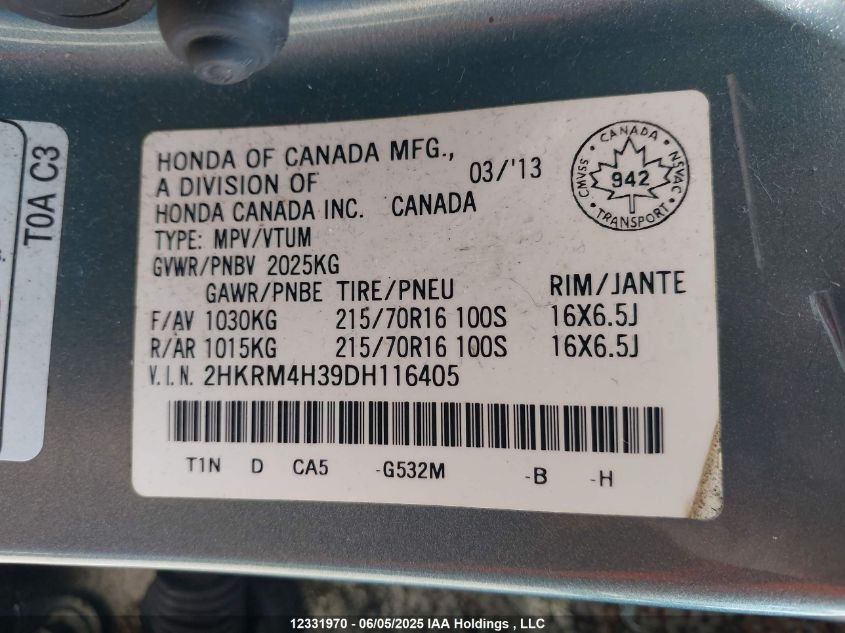 T0A C3
HONDA OF CANADA MFG.,
A DIVISION OF
HONDA CANADA INC. CANADA
03/'13
CANADA
CMVSS 942 NSVAC
TRANSPORT
TYPE: MPV/VTUM
GVWR/PNBV 2025KG
GAWR/PNBE TIRE/PNEU RIM/JANTE
F/AV 1030KG 215/70R16 100S 16X6.5J
R/AR 1015KG 215/70R16 100S 16X6.5J
V.I.N. 2HKRM4H39DH116405
T1N D CA5 -G532M -B -H
12331970 - 06/05/2025 IAA Holdings , LLC